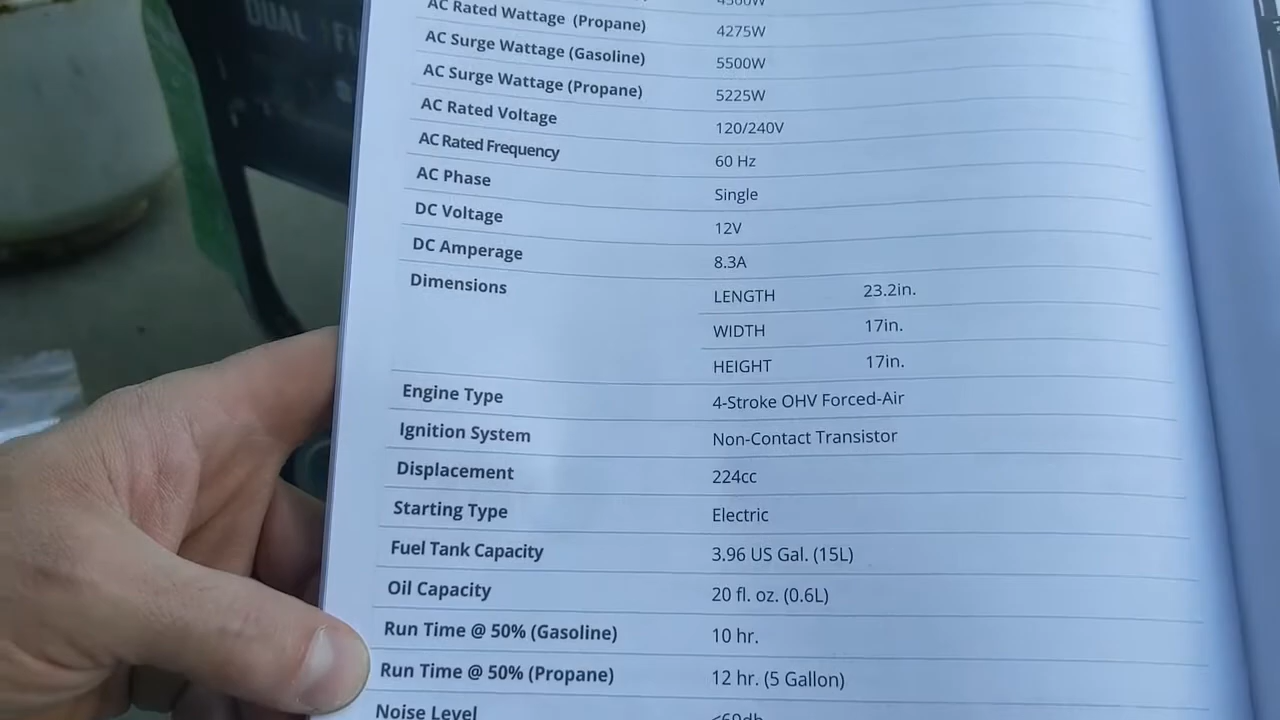 DUAL
4500W
AC Rated Wattage (Propane) 4275W
AC Surge Wattage (Gasoline) 5500W
AC Surge Wattage (Propane) 5225W
AC Rated Voltage 120/240V
AC Rated Frequency 60 Hz
AC Phase Single
DC Voltage 12V
DC Amperage 8.3A
Dimensions LENGTH 23.2in.
WIDTH 17in.
HEIGHT 17in.
Engine Type 4-Stroke OHV Forced-Air
Ignition System Non-Contact Transistor
Displacement 224cc
Starting Type Electric
Fuel Tank Capacity 3.96 US Gal. (15L)
Oil Capacity 20 fl. oz. (0.6L)
Run Time @ 50% (Gasoline) 10 hr.
Run Time @ 50% (Propane) 12 hr. (5 Gallon)
Noise Level